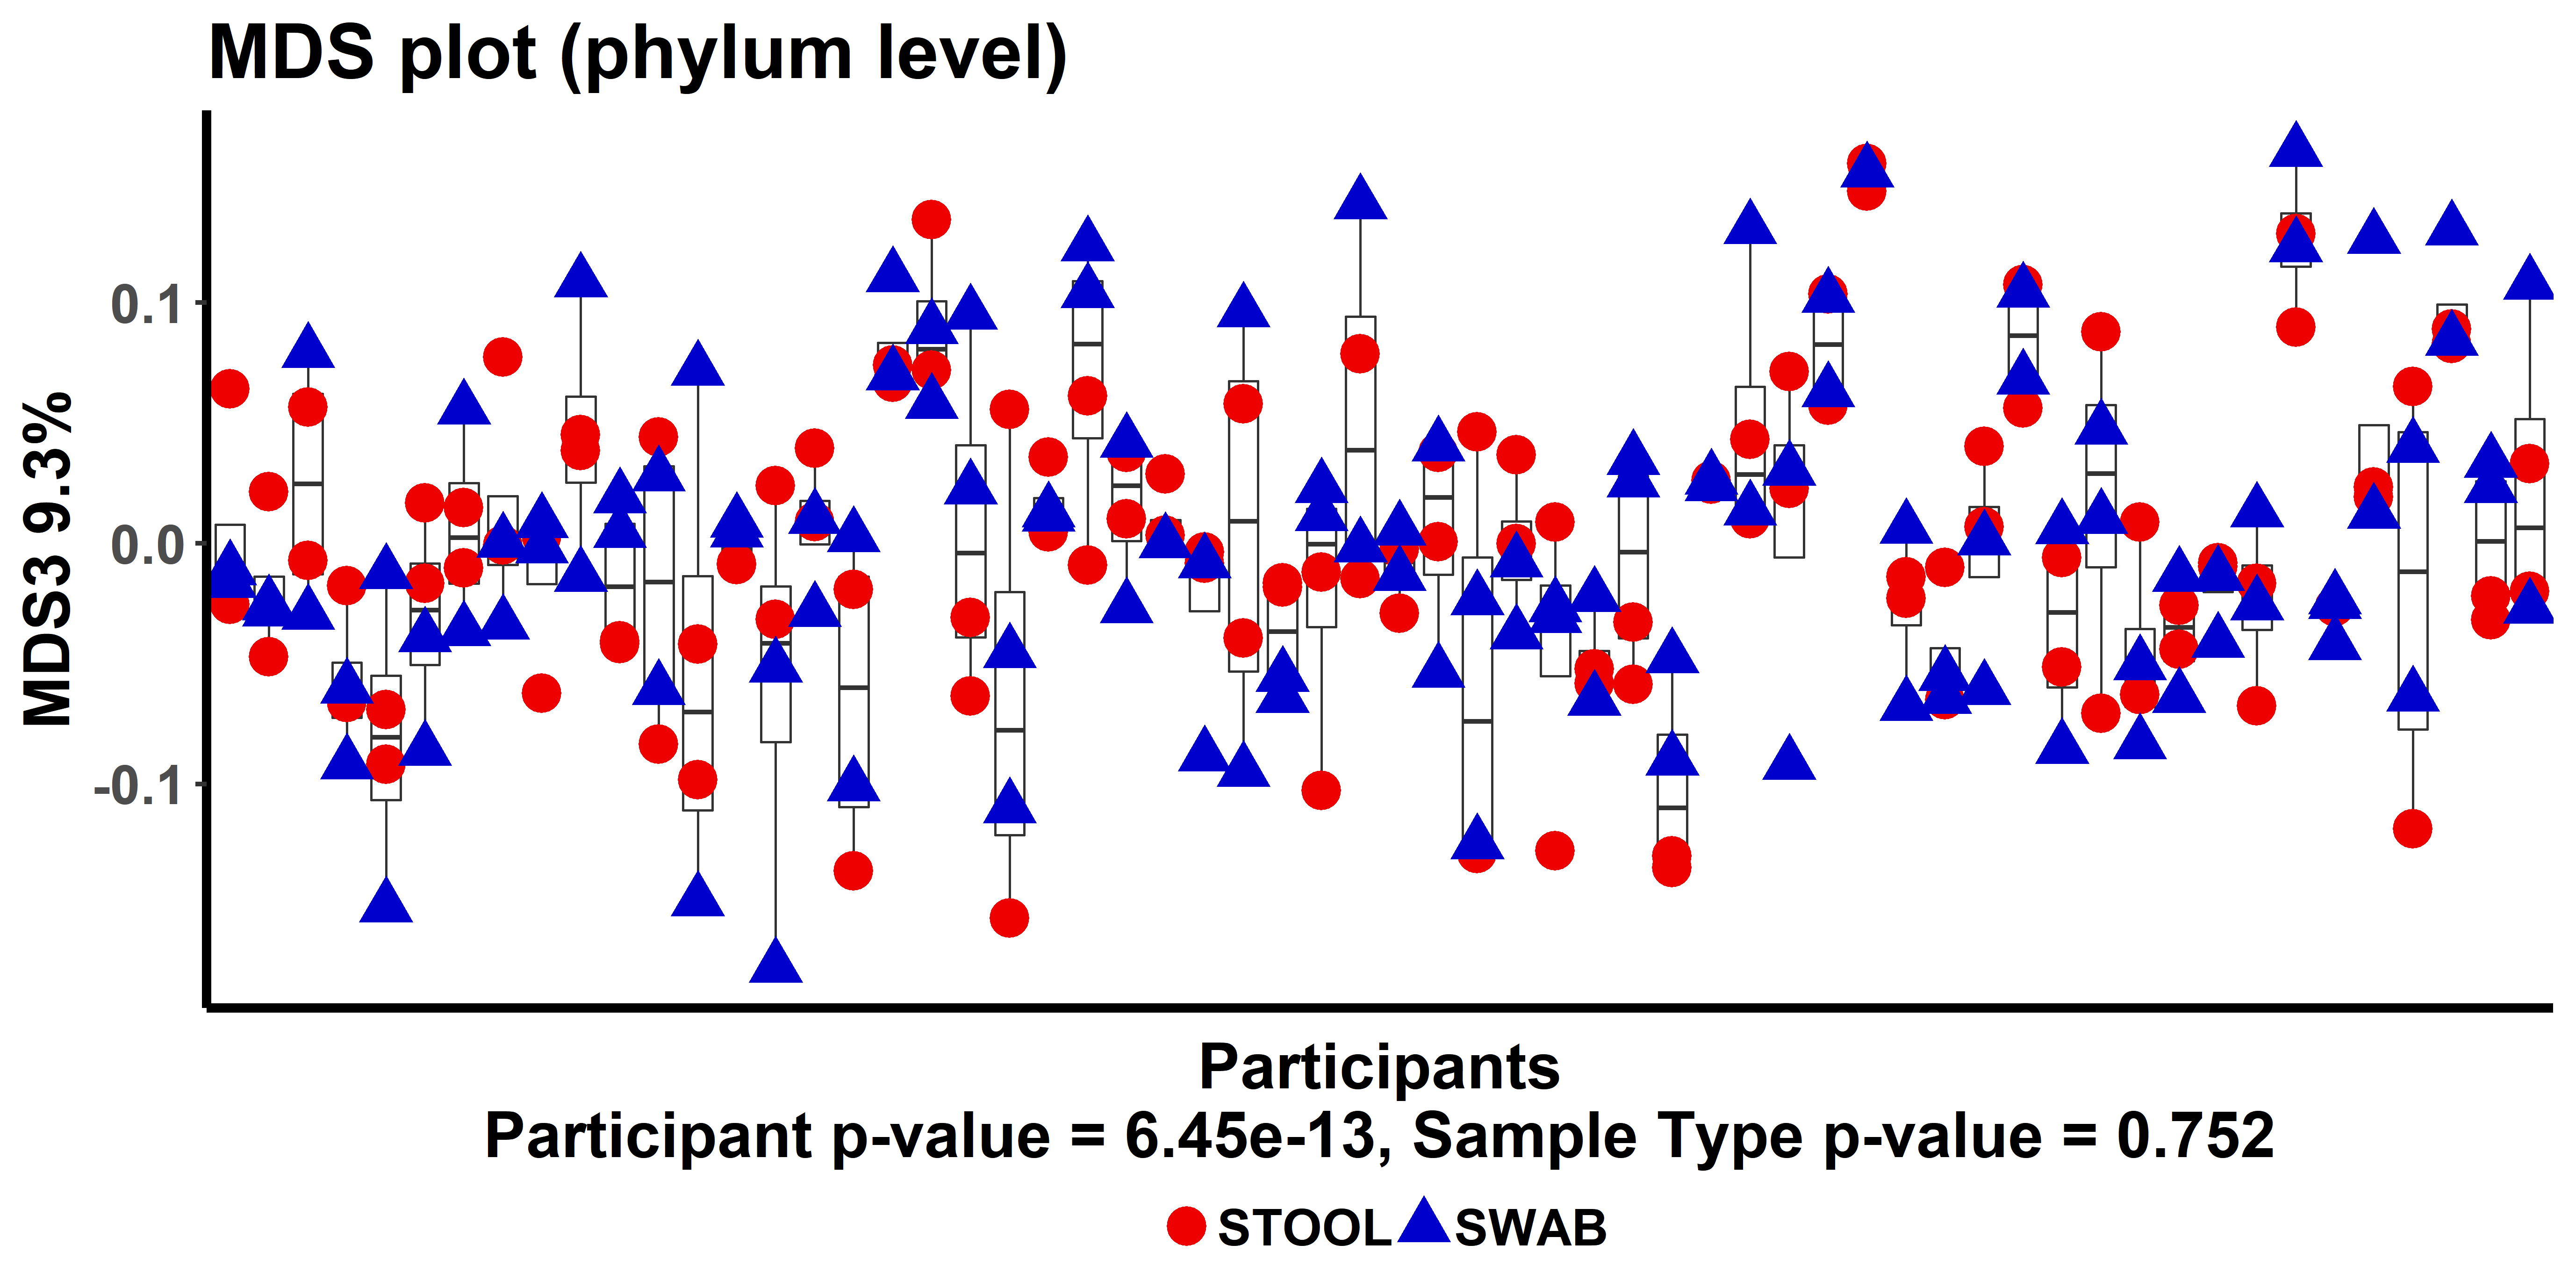 MDS plot (phylum level)
MDS3 9.3%
0.1
0.0
-0.1
Participants
Participant p-value = 6.45e-13, Sample Type p-value = 0.752
STOOL SWAB